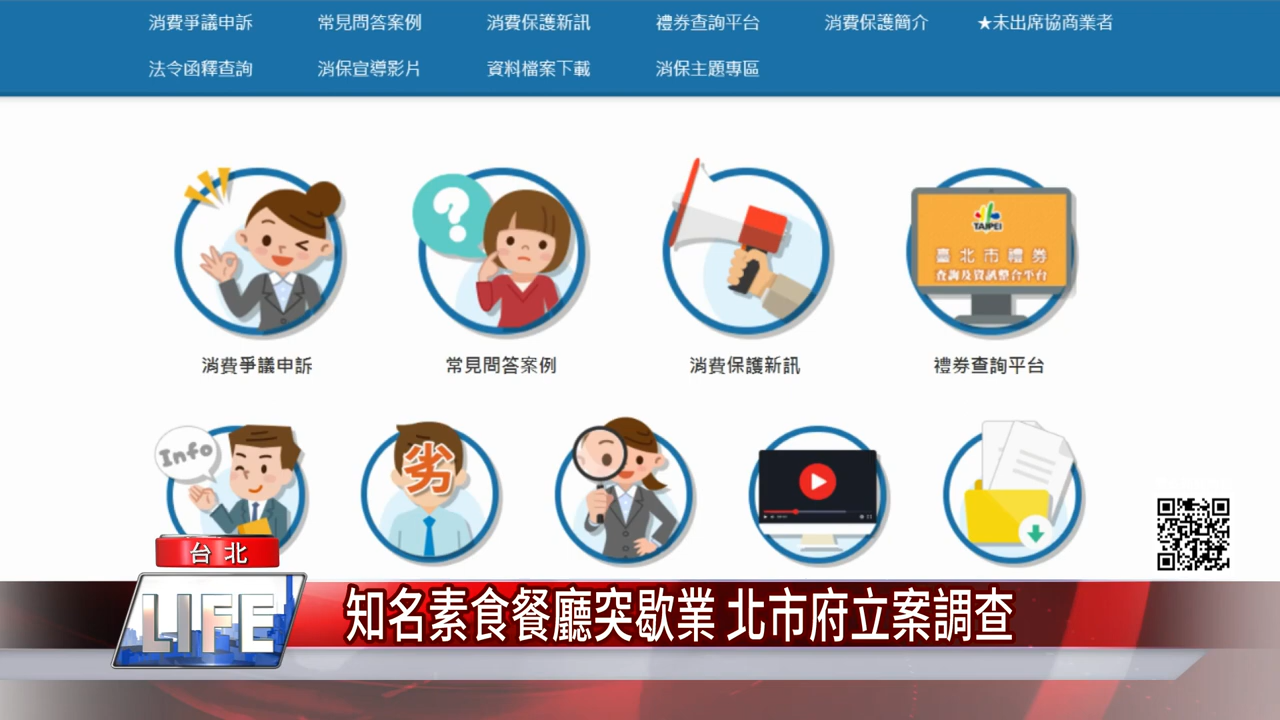 消費爭議申訴 常見問答案例 消費保護新訊 禮券查詢平台 消費保護簡介 ★未出席協商業者
法令函釋查詢 消保宣導影片 資料檔案下載 消保主題專區
TAIPEI
臺北市禮券
查詢及資訊整合平台
消費爭議申訴 常見問答案例 消費保護新訊 禮券查詢平台
Info
劣
台北
LIFE
知名素食餐廳突歇業 北市府立案調查